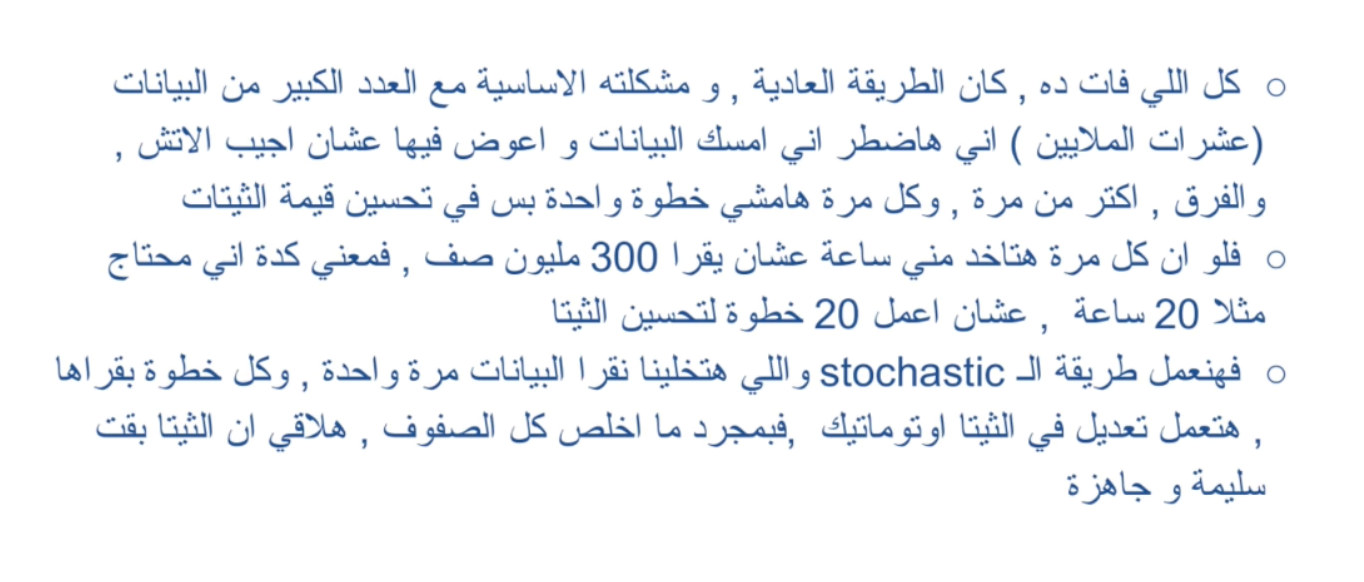 ○ كل اللي فات ده , كان الطريقة العادية , و مشكلته الاساسية مع العدد الكبير من البيانات
(عشرات الملايين ) اني هاضطر اني امسك البيانات و اعوض فيها عشان اجيب الاتش ,
والفرق , اكتر من مرة , وكل مرة هامشي خطوة واحدة بس في تحسين قيمة الثيتات
○ فلو ان كل مرة هتاخد مني ساعة عشان يقرا 300 مليون صف , فمعني كدة اني محتاج
مثلا 20 ساعة , عشان اعمل 20 خطوة لتحسين الثيتا
○ فهنعمل طريقة الـ stochastic واللي هتخلينا نقرا البيانات مرة واحدة , وكل خطوة بقراها
, هتعمل تعديل في الثيتا اوتوماتيك ,فبمجرد ما اخلص كل الصفوف , هلاقي ان الثيتا بقت
سليمة و جاهزة